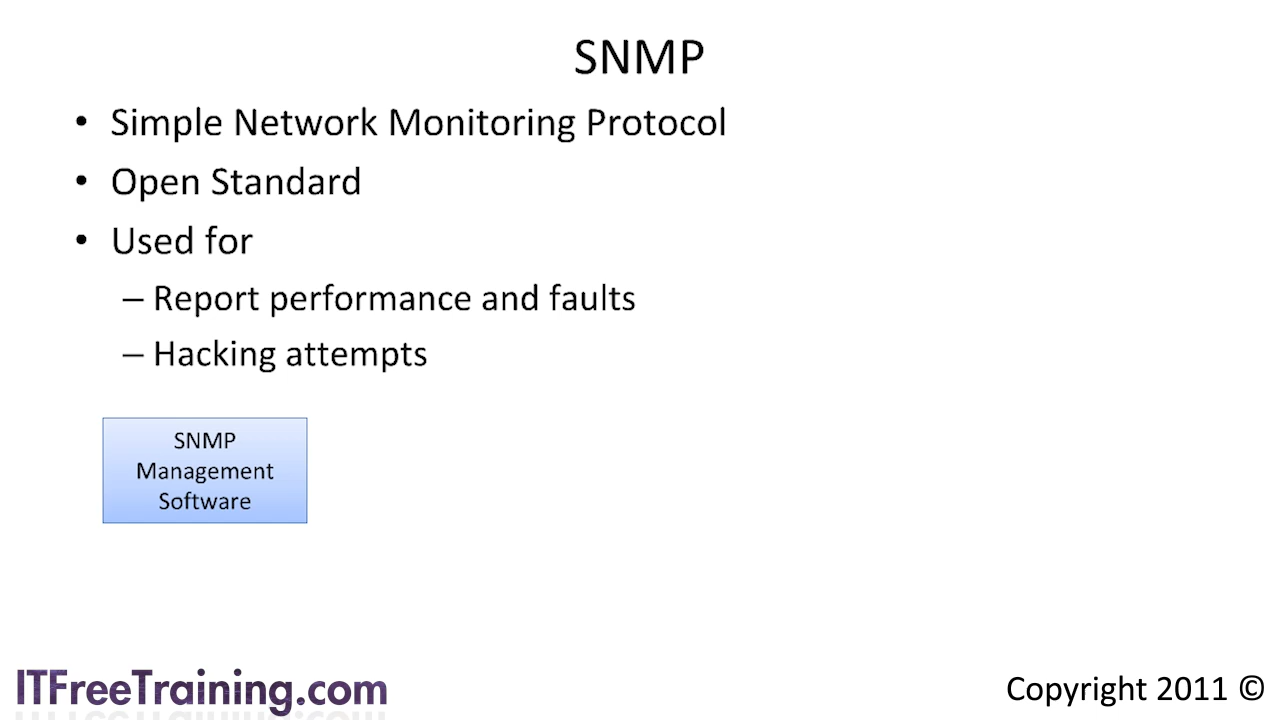 SNMP
• Simple Network Monitoring Protocol
• Open Standard
• Used for
– Report performance and faults
– Hacking attempts
SNMP
Management
Software
ITFreeTraining.com
Copyright 2011 ©